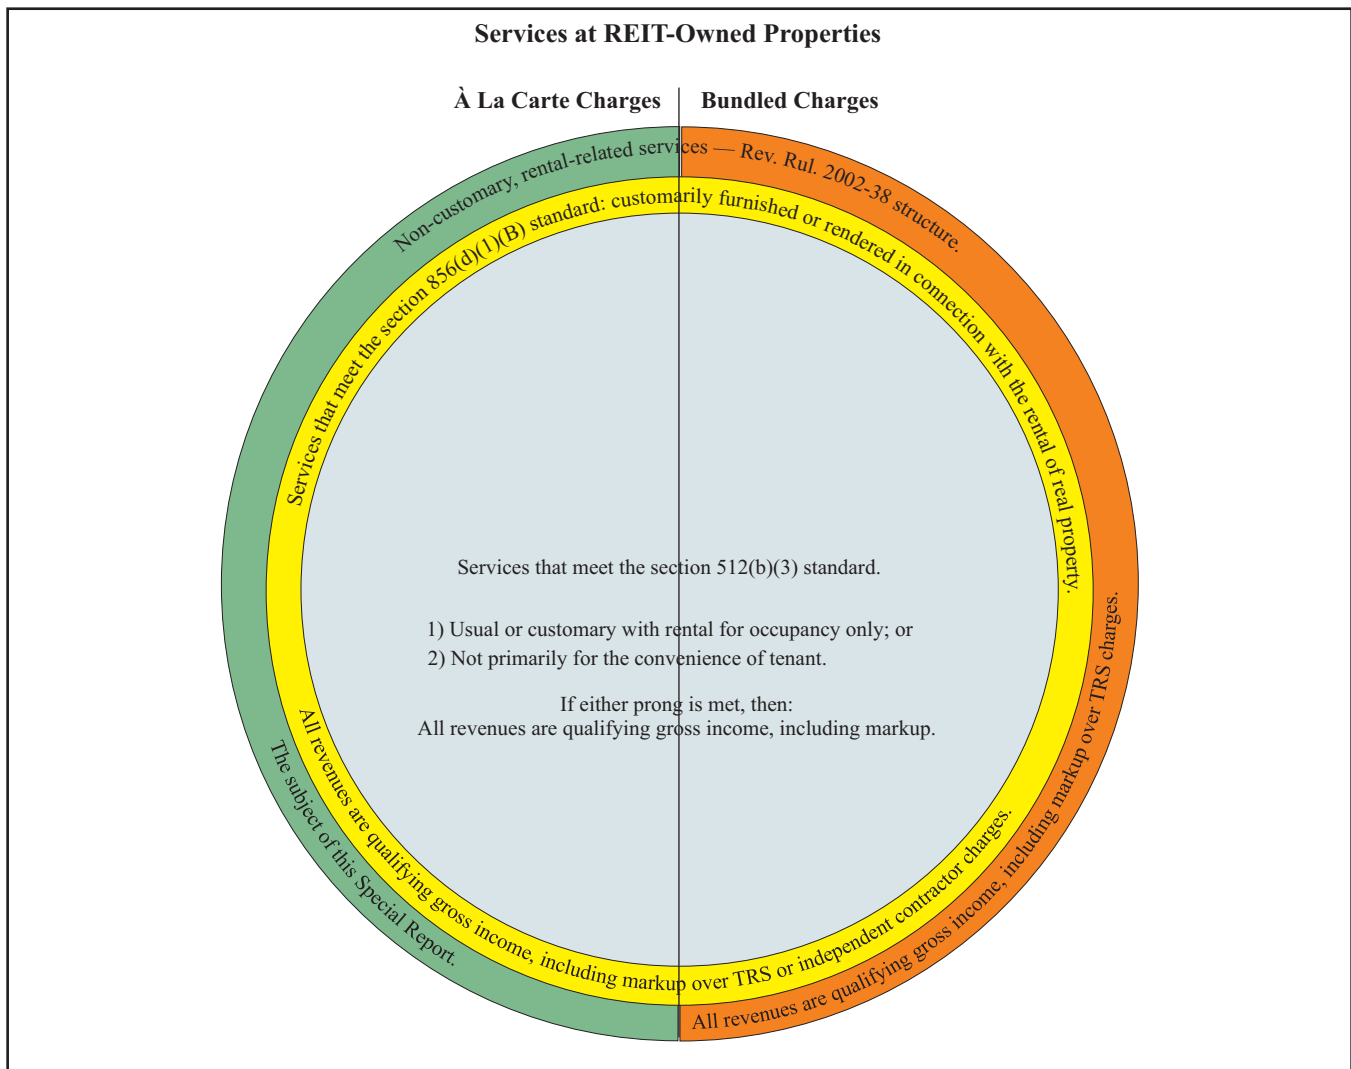 Services at REIT-Owned Properties
À La Carte Charges
Bundled Charges
Non-customary, rental-related services — Rev. Rul. 2002-38 structure.
Services that meet the section 856(d)(1)(B) standard: customarily furnished or rendered in connection with the rental of real property.
Services that meet the section 512(b)(3) standard.
1) Usual or customary with rental for occupancy only; or
2) Not primarily for the convenience of tenant.
If either prong is met, then:
All revenues are qualifying gross income, including markup.
All revenues are qualifying gross income, including markup over TRS or independent contractor charges.
The subject of this Special Report.
All revenues are qualifying gross income, including markup over TRS charges.